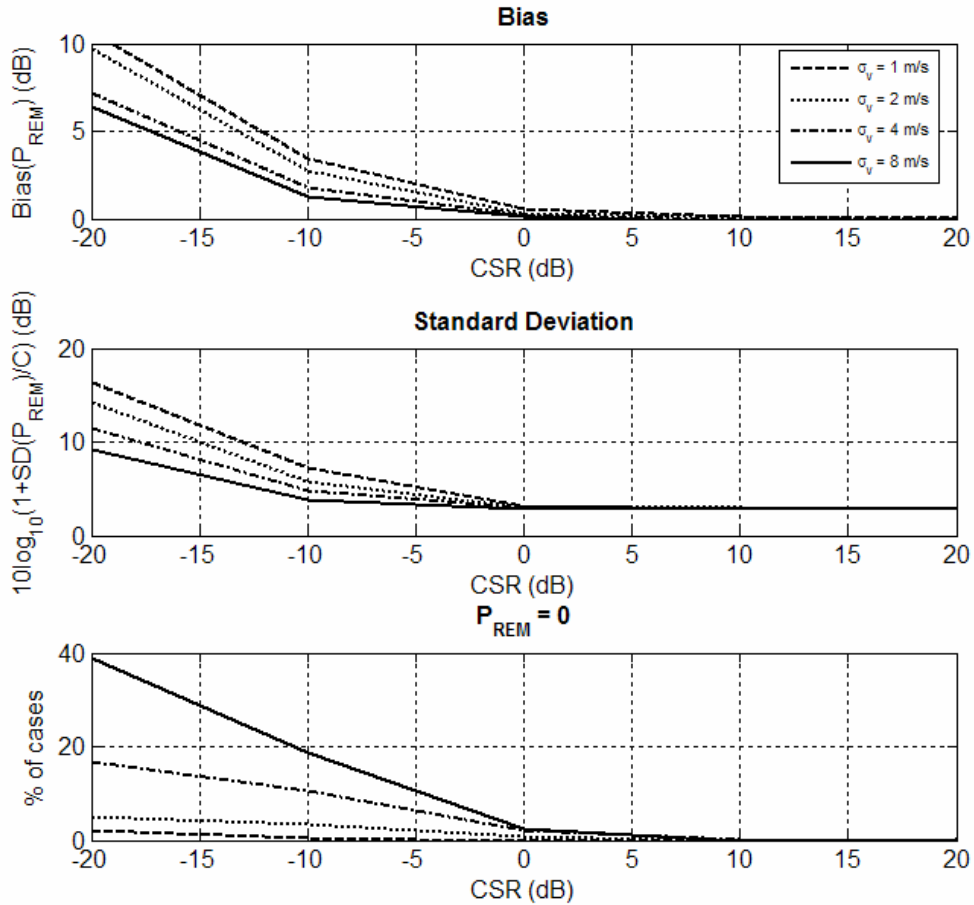 Bias
Bias(P_REM) (dB)
10
5
0
-20 -15 -10 -5 0 5 10 15 20
CSR (dB)
σ_v = 1 m/s
σ_v = 2 m/s
σ_v = 4 m/s
σ_v = 8 m/s
Standard Deviation
10log_10(1+SD(P_REM)/C) (dB)
20
10
0
-20 -15 -10 -5 0 5 10 15 20
CSR (dB)
P_REM = 0
% of cases
40
20
0
-20 -15 -10 -5 0 5 10 15 20
CSR (dB)